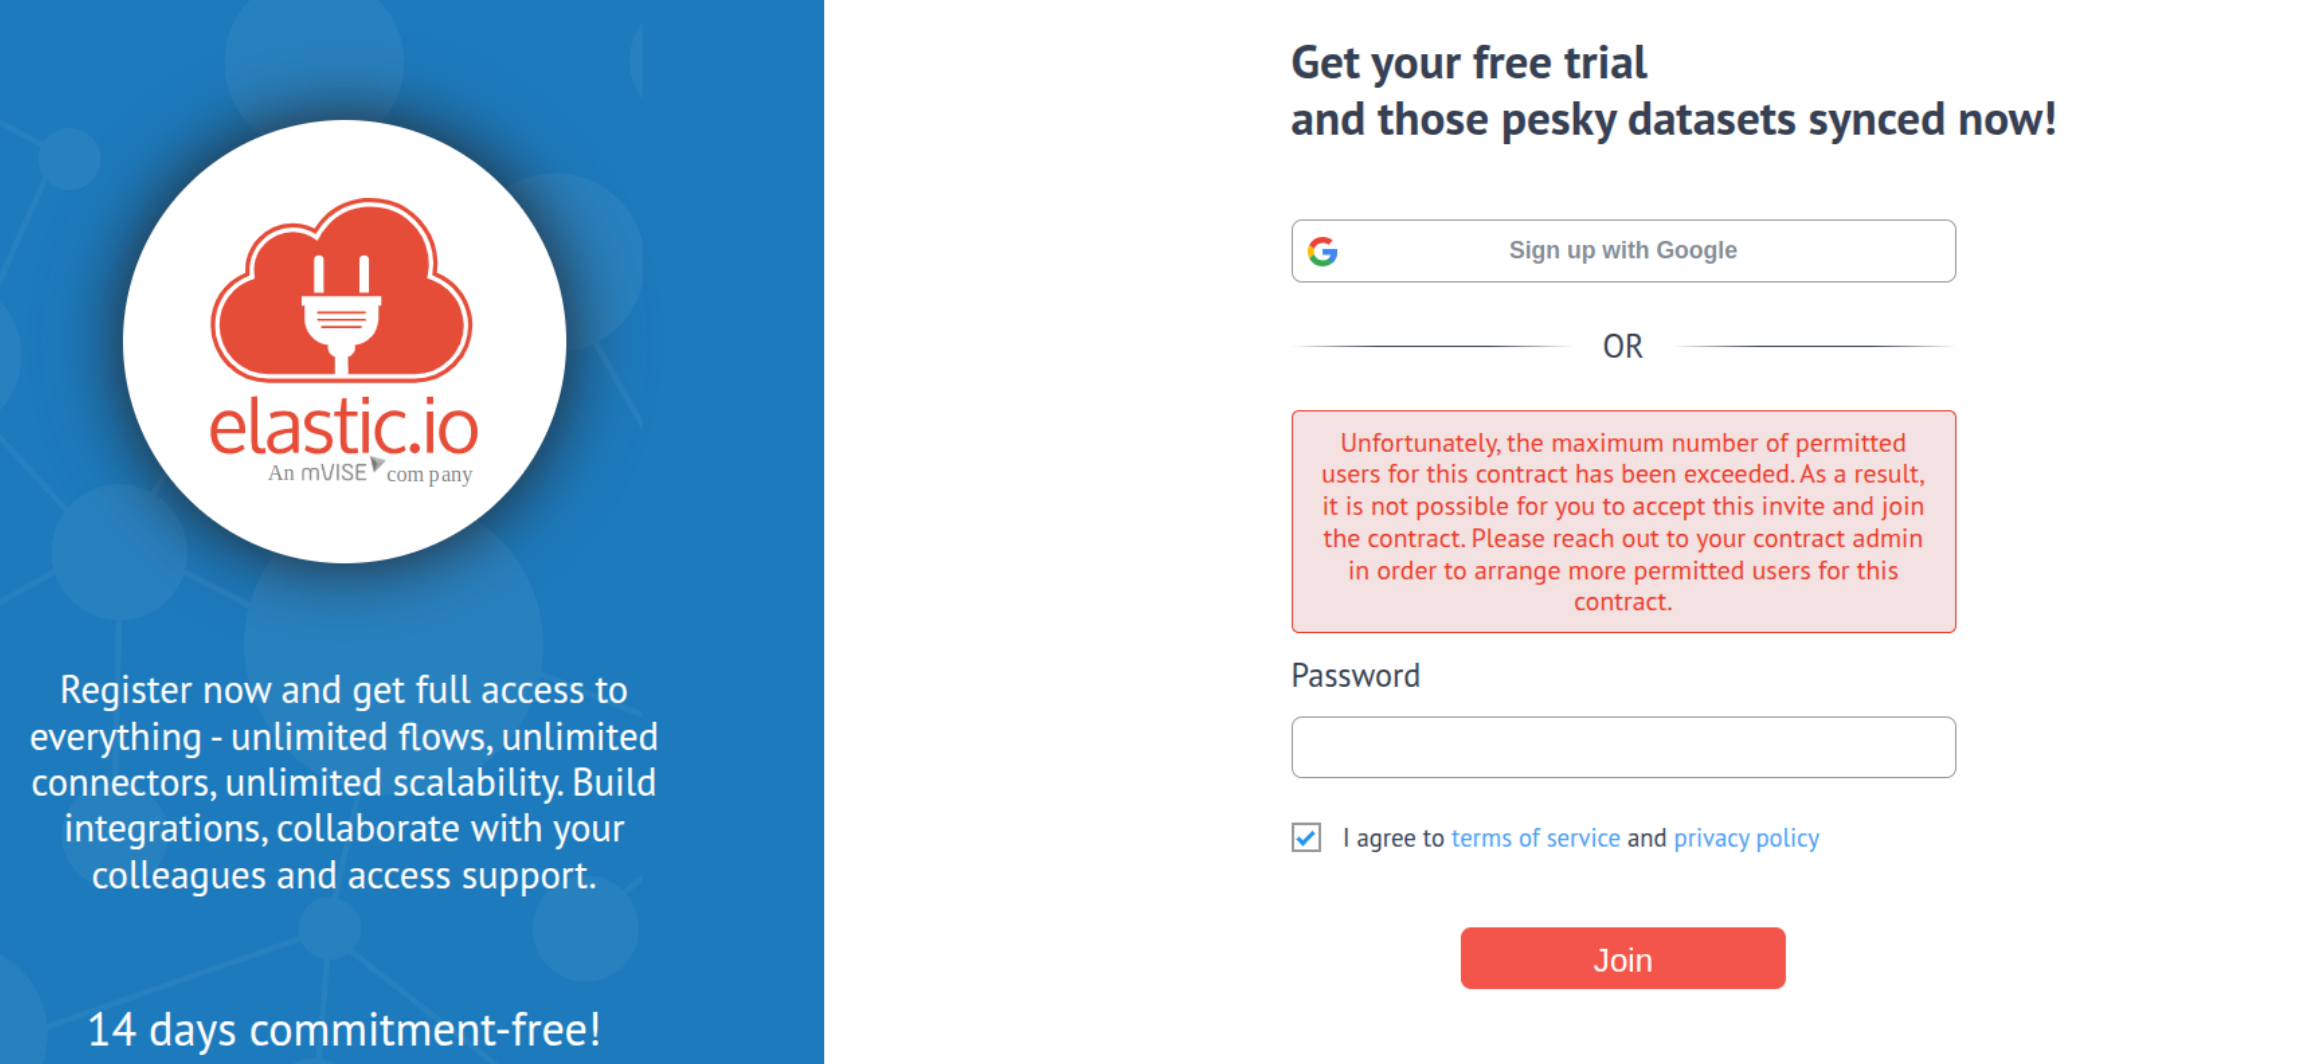 elastic.io
An mVISE company
Register now and get full access to
everything - unlimited flows, unlimited
connectors, unlimited scalability. Build
integrations, collaborate with your
colleagues and access support.
14 days commitment-free!
Get your free trial
and those pesky datasets synced now!
Sign up with Google
OR
Unfortunately, the maximum number of permitted
users for this contract has been exceeded. As a result,
it is not possible for you to accept this invite and join
the contract. Please reach out to your contract admin
in order to arrange more permitted users for this
contract.
Password
I agree to terms of service and privacy policy
Join